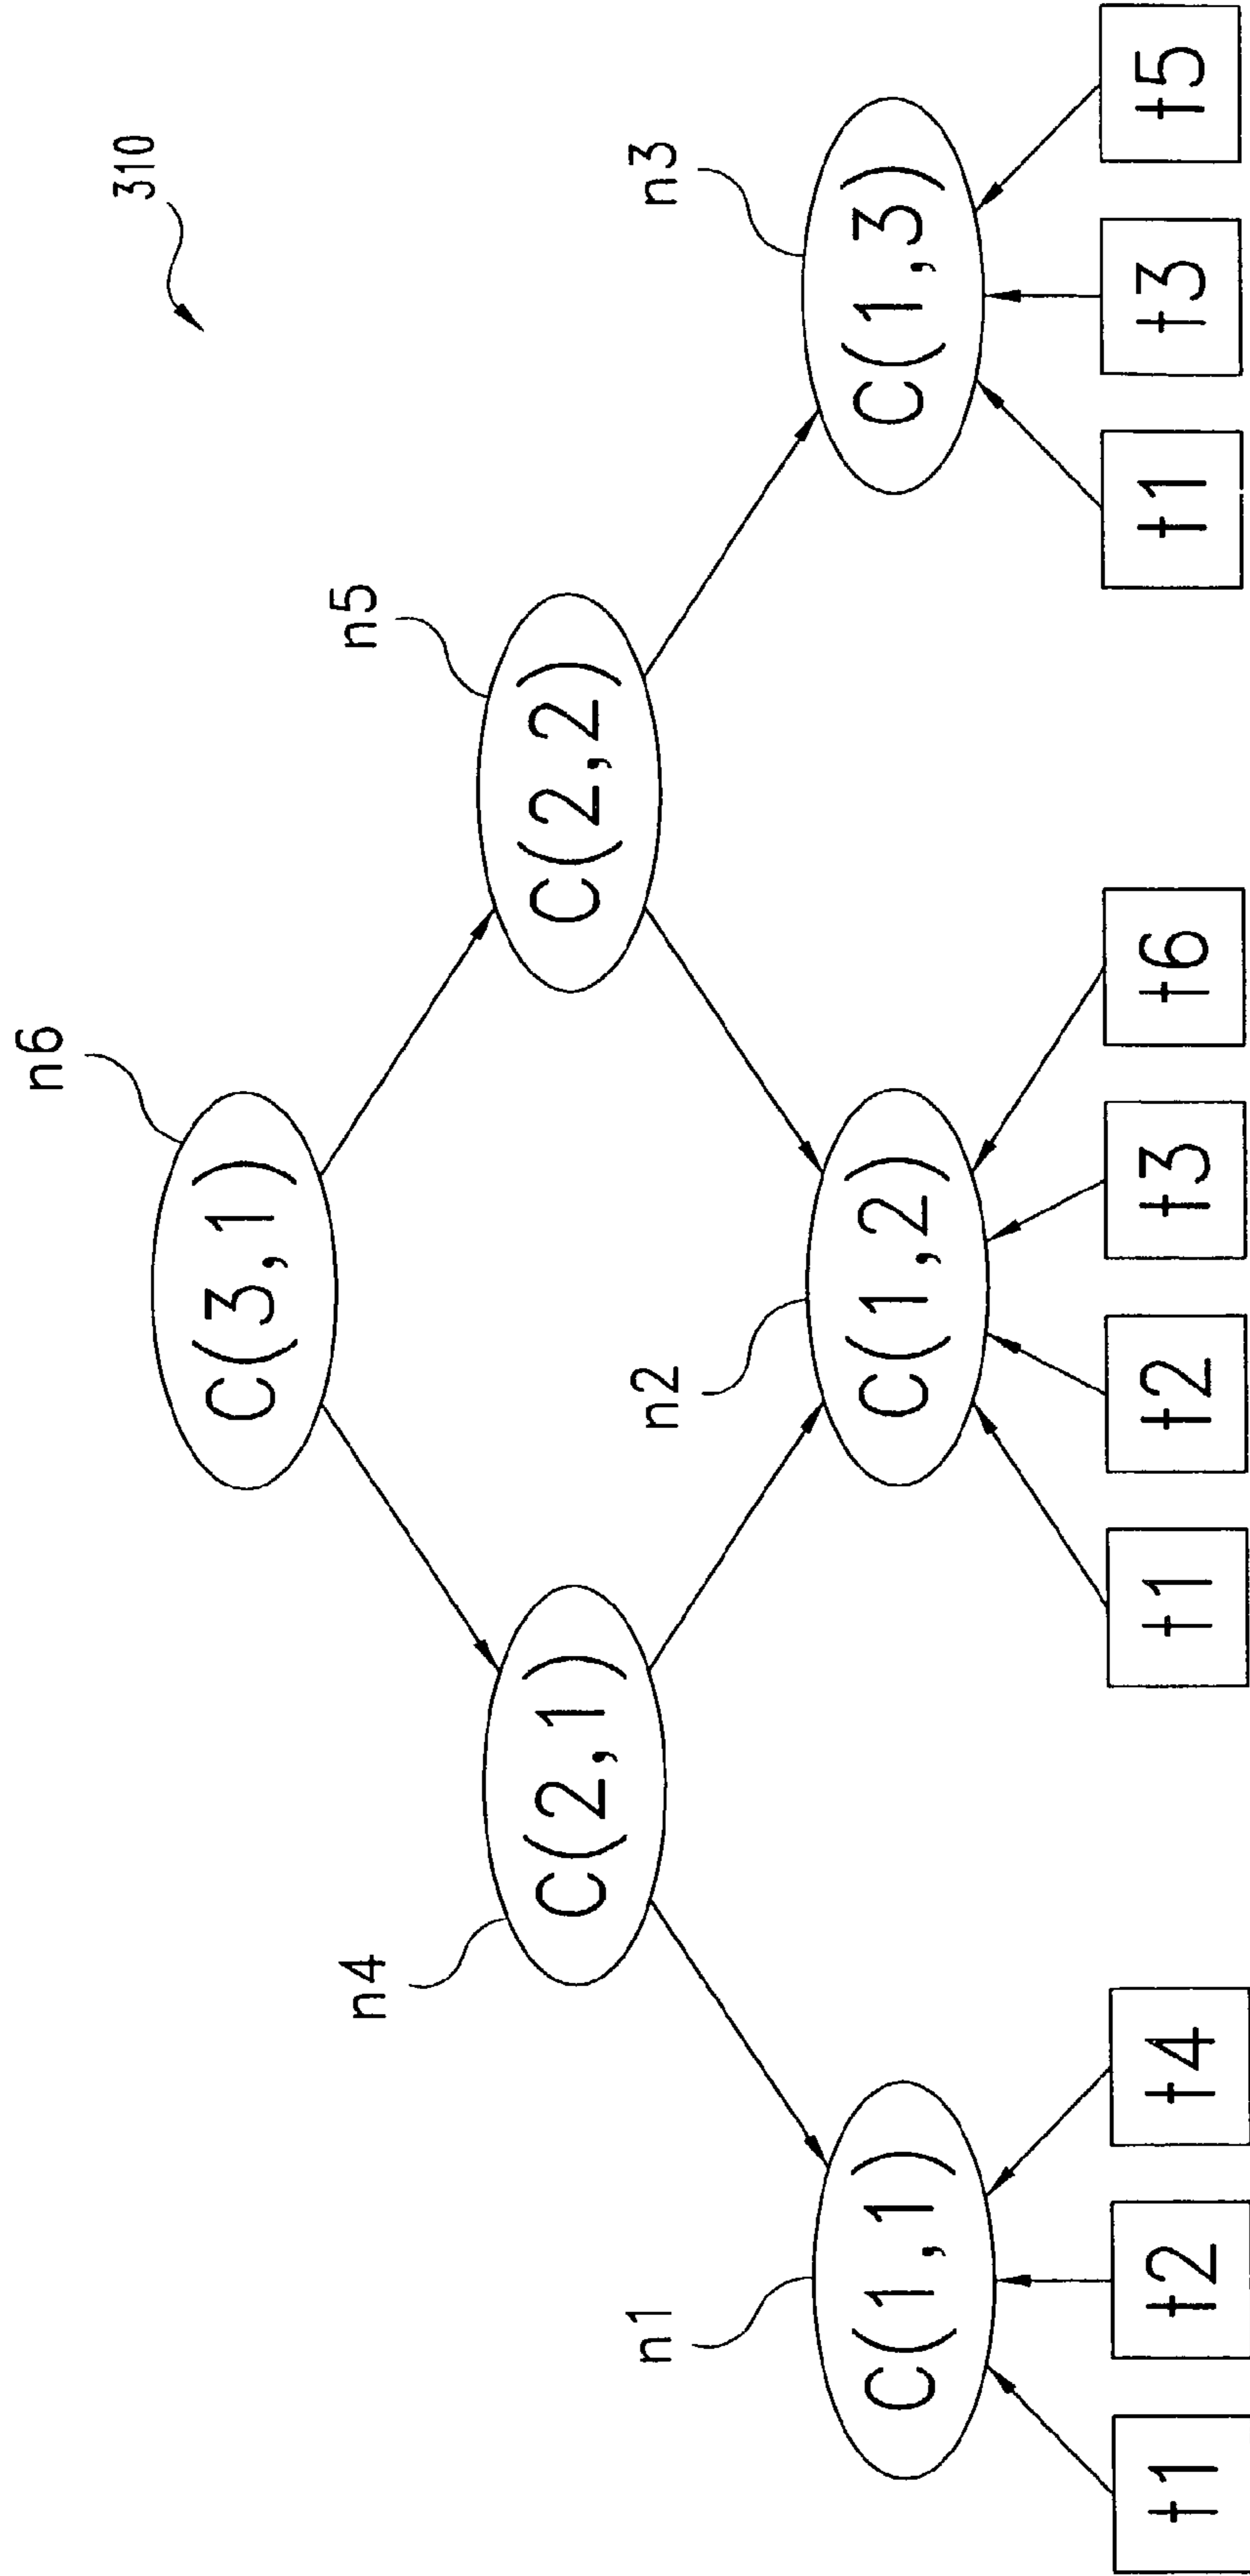 310
n6
C(3,1)
n4
C(2,1)
n5
C(2,2)
n1
C(1,1)
n2
C(1,2)
n3
C(1,3)
t1
t2
t4
t1
t2
t3
t6
t1
t3
t5